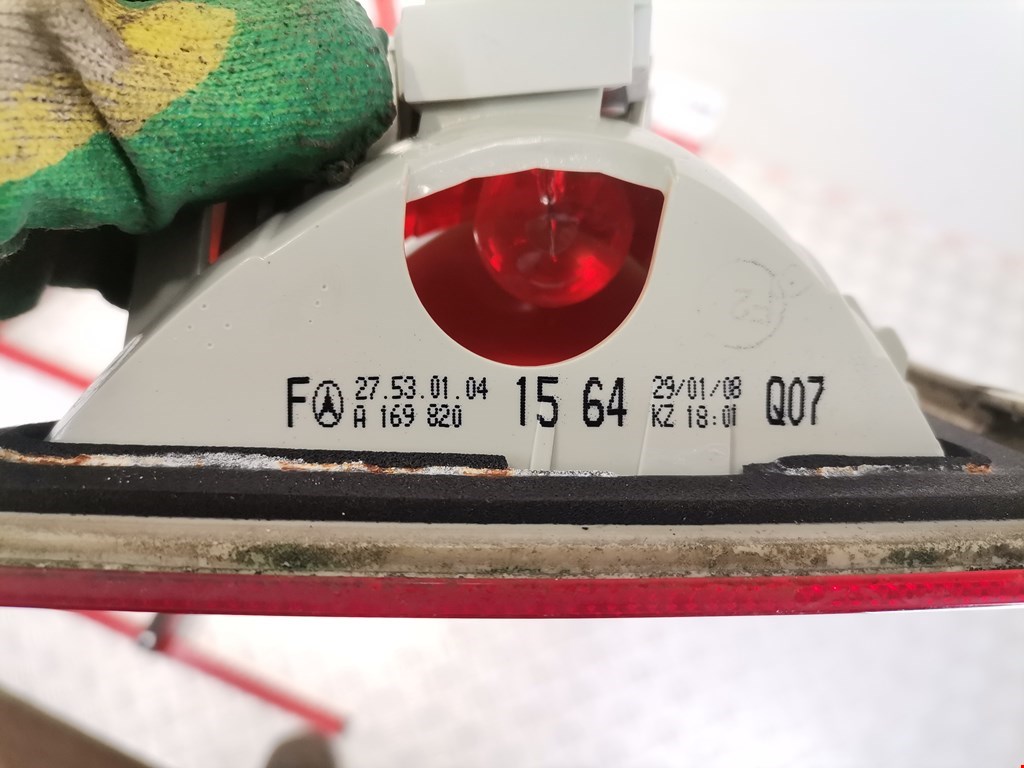 F 27.53.01.04 15 64 29/01/08 Q07
A 169 820 KZ 18:01